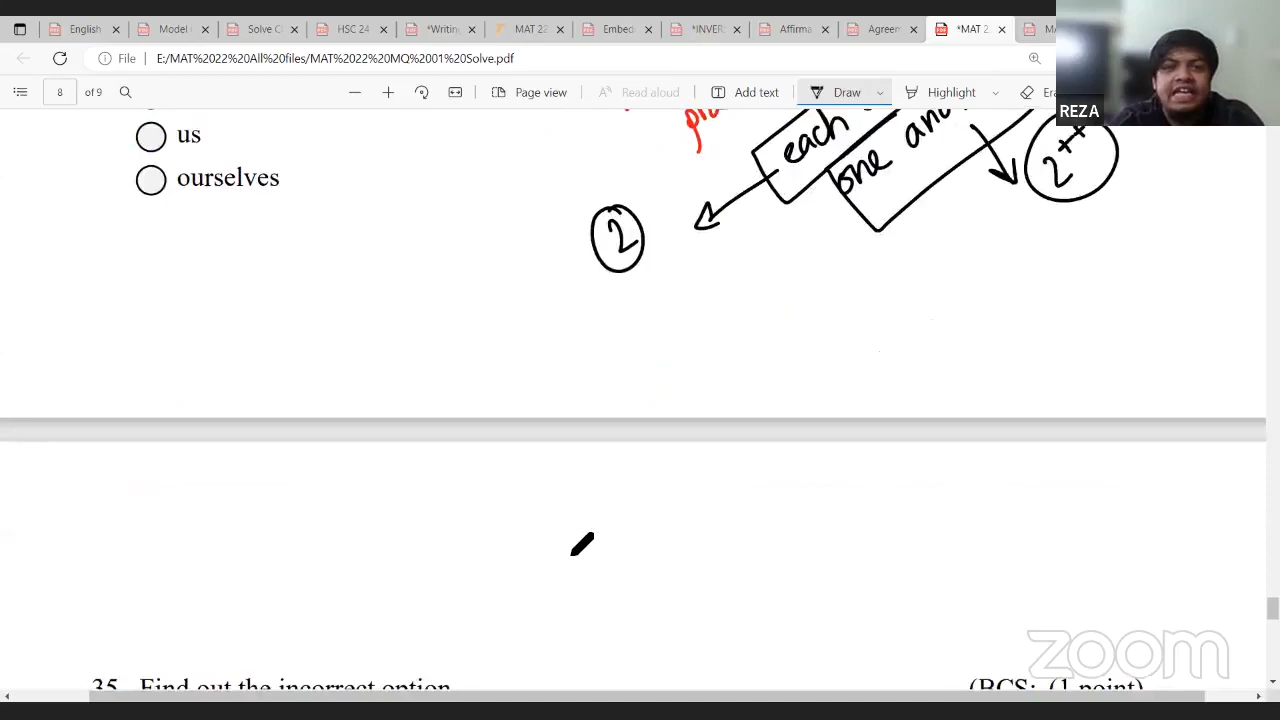 English
Model
Solve C
HSC 24
*Writing
MAT 22
Embed
*INVER
Affirma
Agreem
*MAT 2
File E:/MAT%2022%20All%20files/MAT%2022%20MQ%2001%20Solve.pdf
8 of 9
Page view
Read aloud
Add text
Draw
Highlight
REZA
us
ourselves
each
one
2
2++
zoom
35. Find out the incorrect option. (BCS: (1 point)